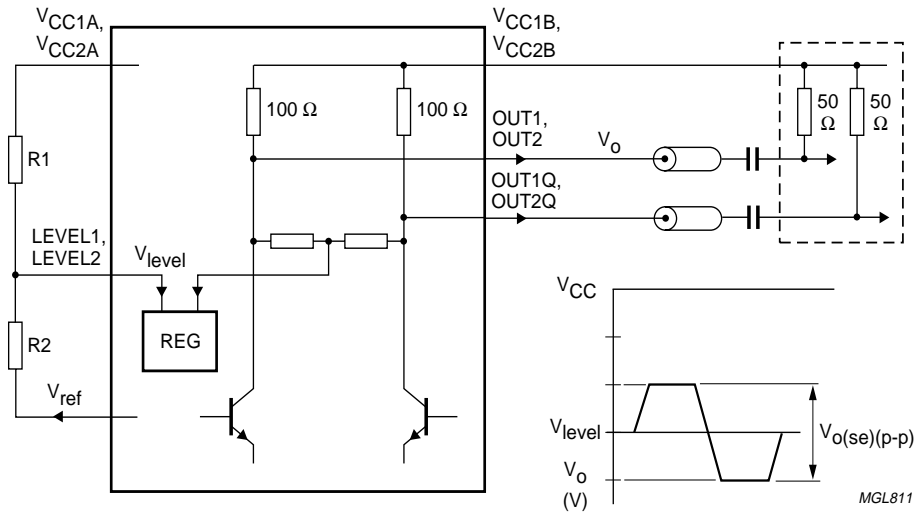 VCC1A,
VCC2A
VCC1B,
VCC2B
100 Ω
100 Ω
50
Ω
50
Ω
OUT1,
OUT2
Vo
R1
OUT1Q,
OUT2Q
LEVEL1,
LEVEL2
Vlevel
REG
R2
Vref
VCC
Vlevel
Vo(se)(p-p)
Vo
(V)
MGL811